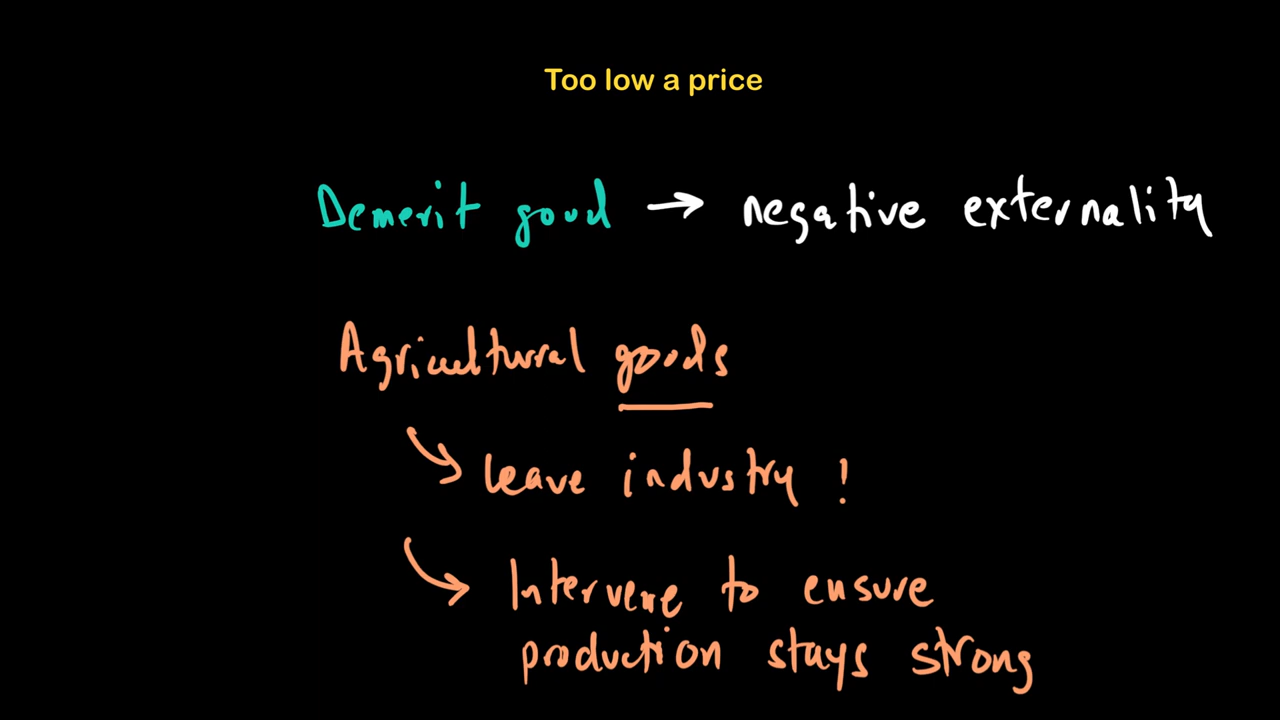 Too low a price
Demerit good → negative externality
Agricultural goods
↘ leave industry !
↘ Intervene to ensure
production stays strong